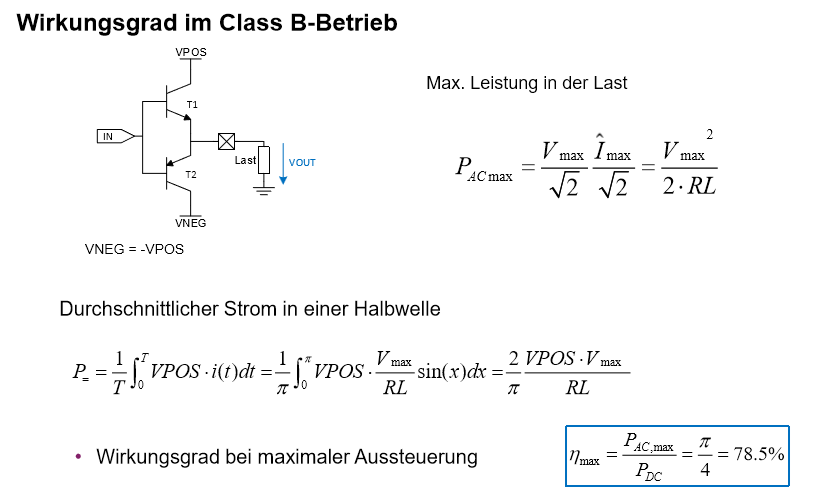 Wirkungsgrad im Class B-Betrieb
VPOS
T1
IN
Last
VOUT
T2
VNEG
VNEG = -VPOS
Max. Leistung in der Last
P_{AC max} = \frac{V_{max}}{\sqrt{2}} \frac{\hat{I}_{max}}{\sqrt{2}} = \frac{V_{max}^2}{2 \cdot RL}
Durchschnittlicher Strom in einer Halbwelle
P_= = \frac{1}{T} \int_0^T VPOS \cdot i(t)dt = \frac{1}{\pi} \int_0^{\pi} VPOS \cdot \frac{V_{max}}{RL} \sin(x)dx = \frac{2}{\pi} \frac{VPOS \cdot V_{max}}{RL}
• Wirkungsgrad bei maximaler Aussteuerung
\eta_{max} = \frac{P_{AC,max}}{P_{DC}} = \frac{\pi}{4} = 78.5%